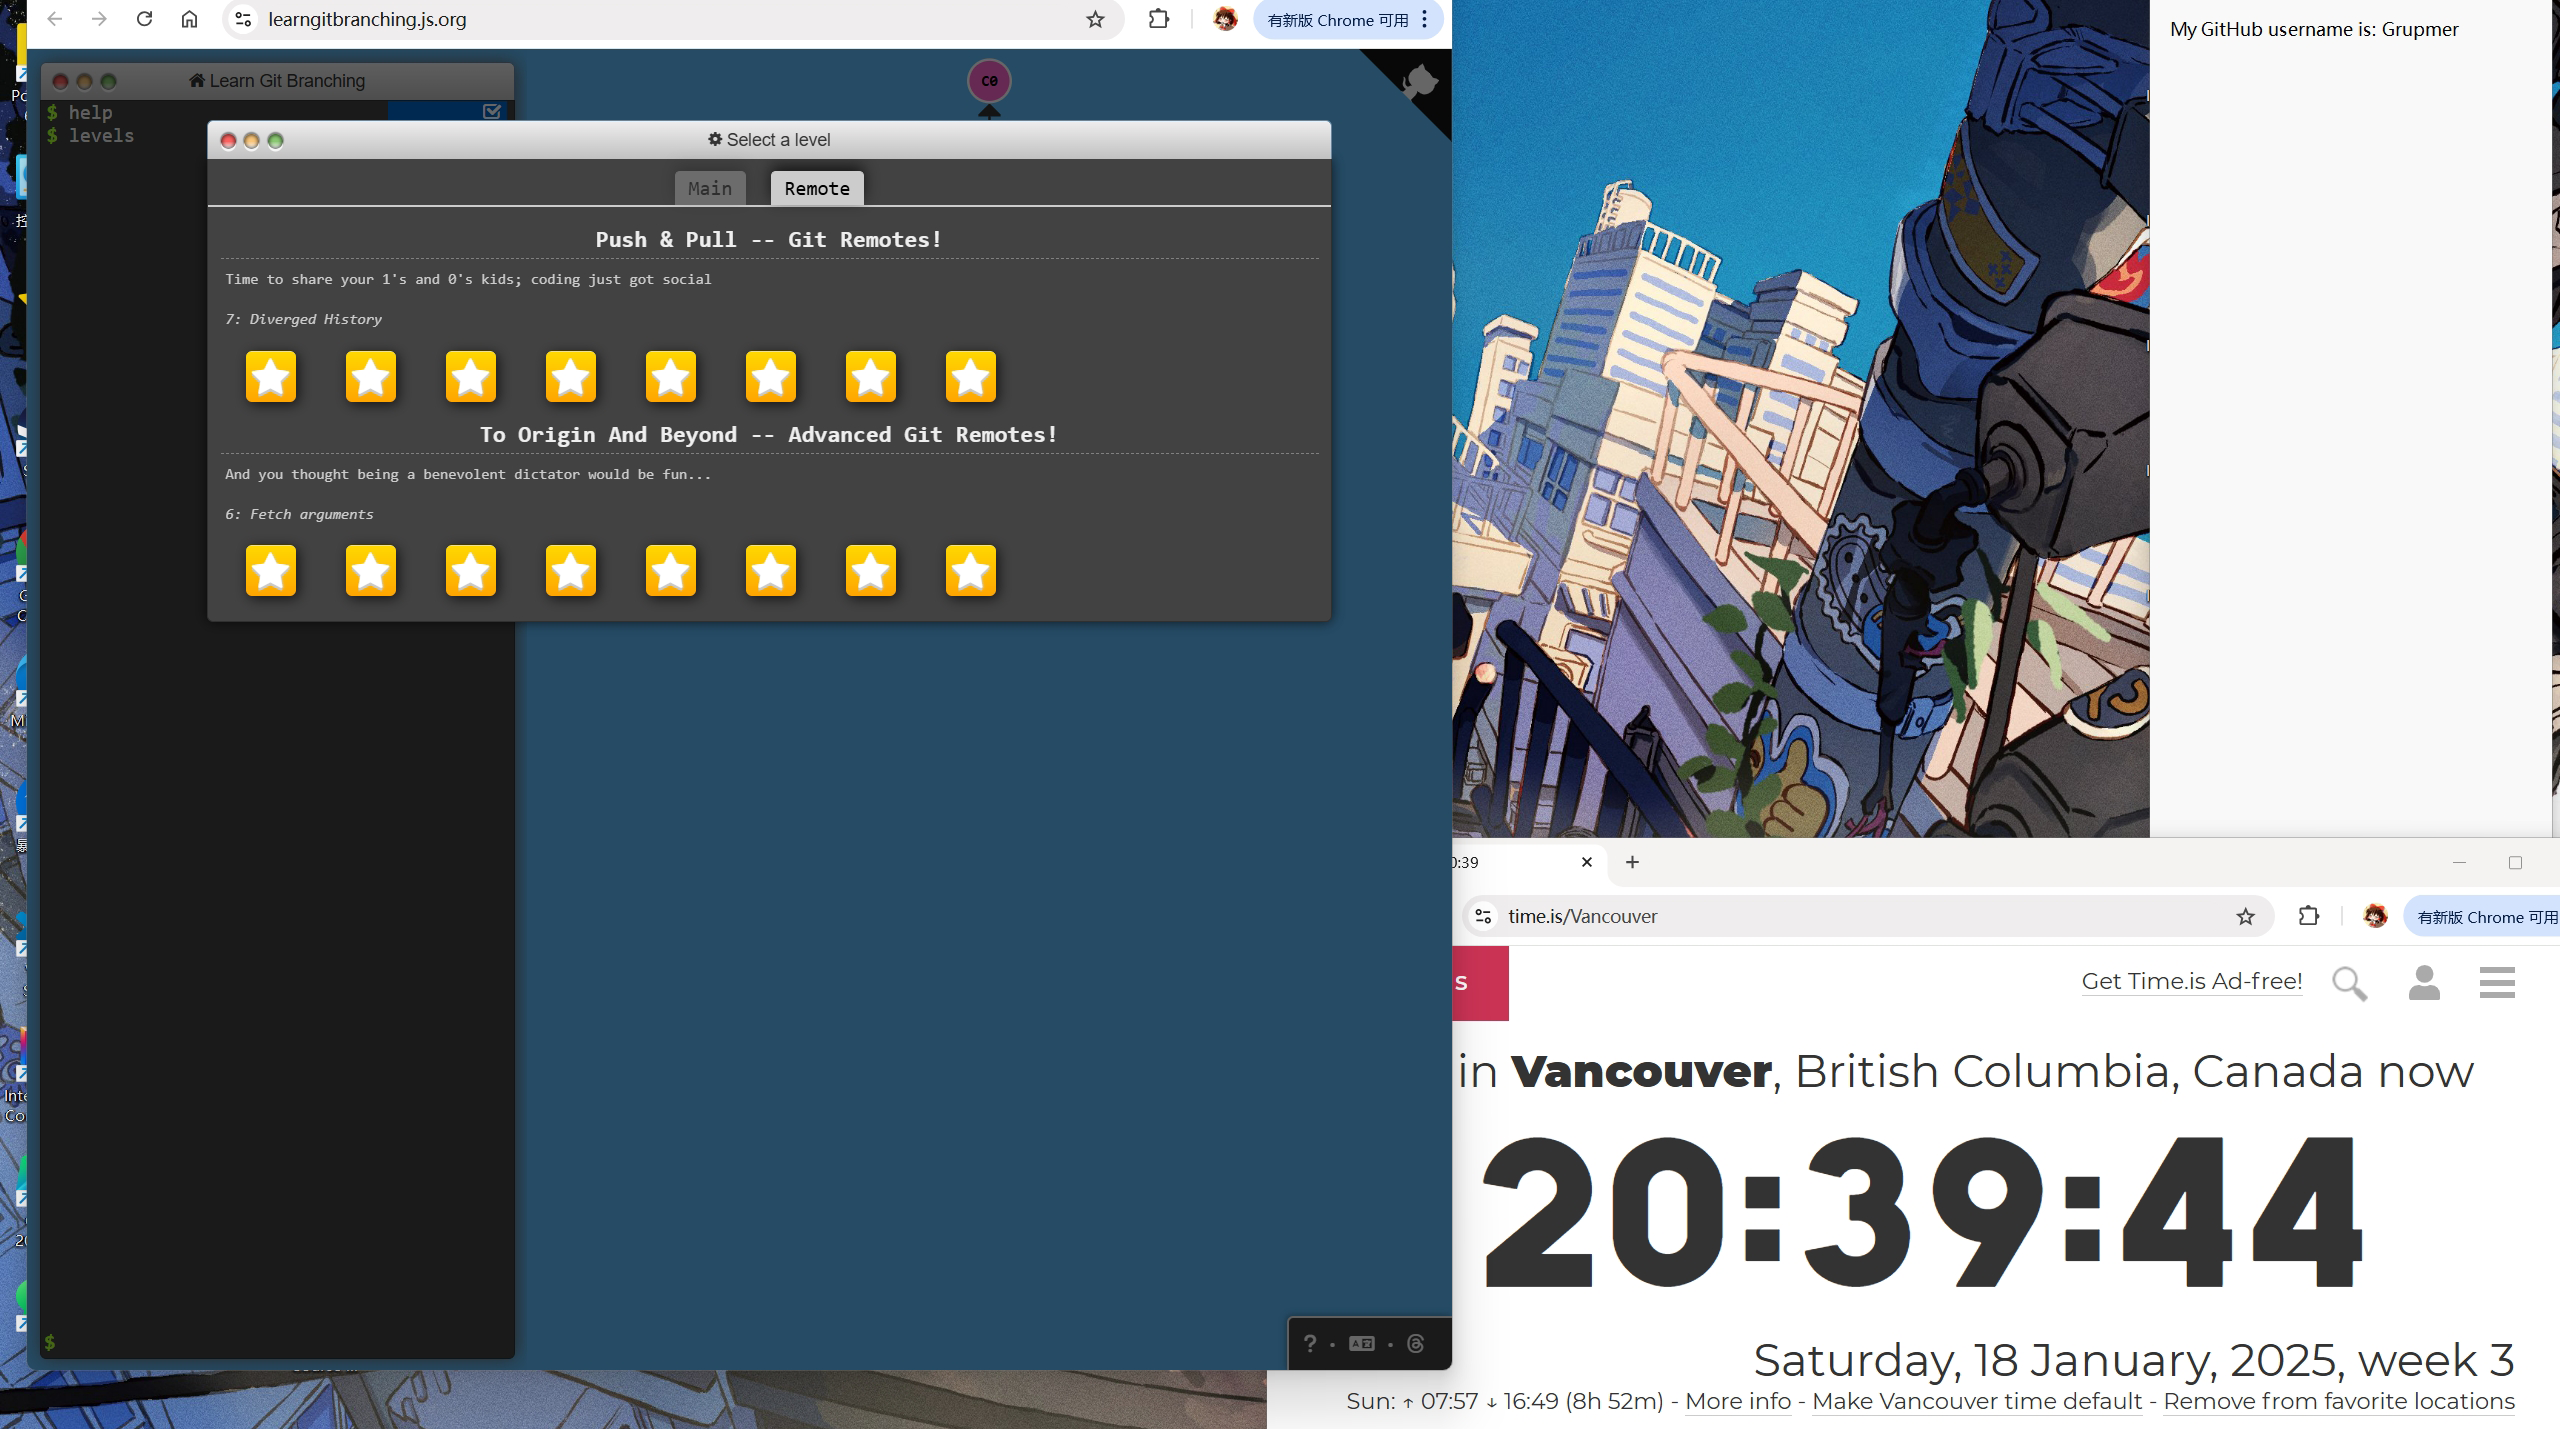 learngitbranching.js.org
有新版 Chrome 可用
Learn Git Branching
$ help
$ levels
C0
Select a level
Main
Remote
Push & Pull -- Git Remotes!
Time to share your 1's and 0's kids; coding just got social
7: Diverged History
To Origin And Beyond -- Advanced Git Remotes!
And you thought being a benevolent dictator would be fun...
6: Fetch arguments
$
My GitHub username is: Grupmer
0:39
time.is/Vancouver
有新版 Chrome 可用
s
Get Time.is Ad-free!
in Vancouver, British Columbia, Canada now
20:39:44
Saturday, 18 January, 2025, week 3
Sun: ↑ 07:57 ↓ 16:49 (8h 52m) - More info - Make Vancouver time default - Remove from favorite locations